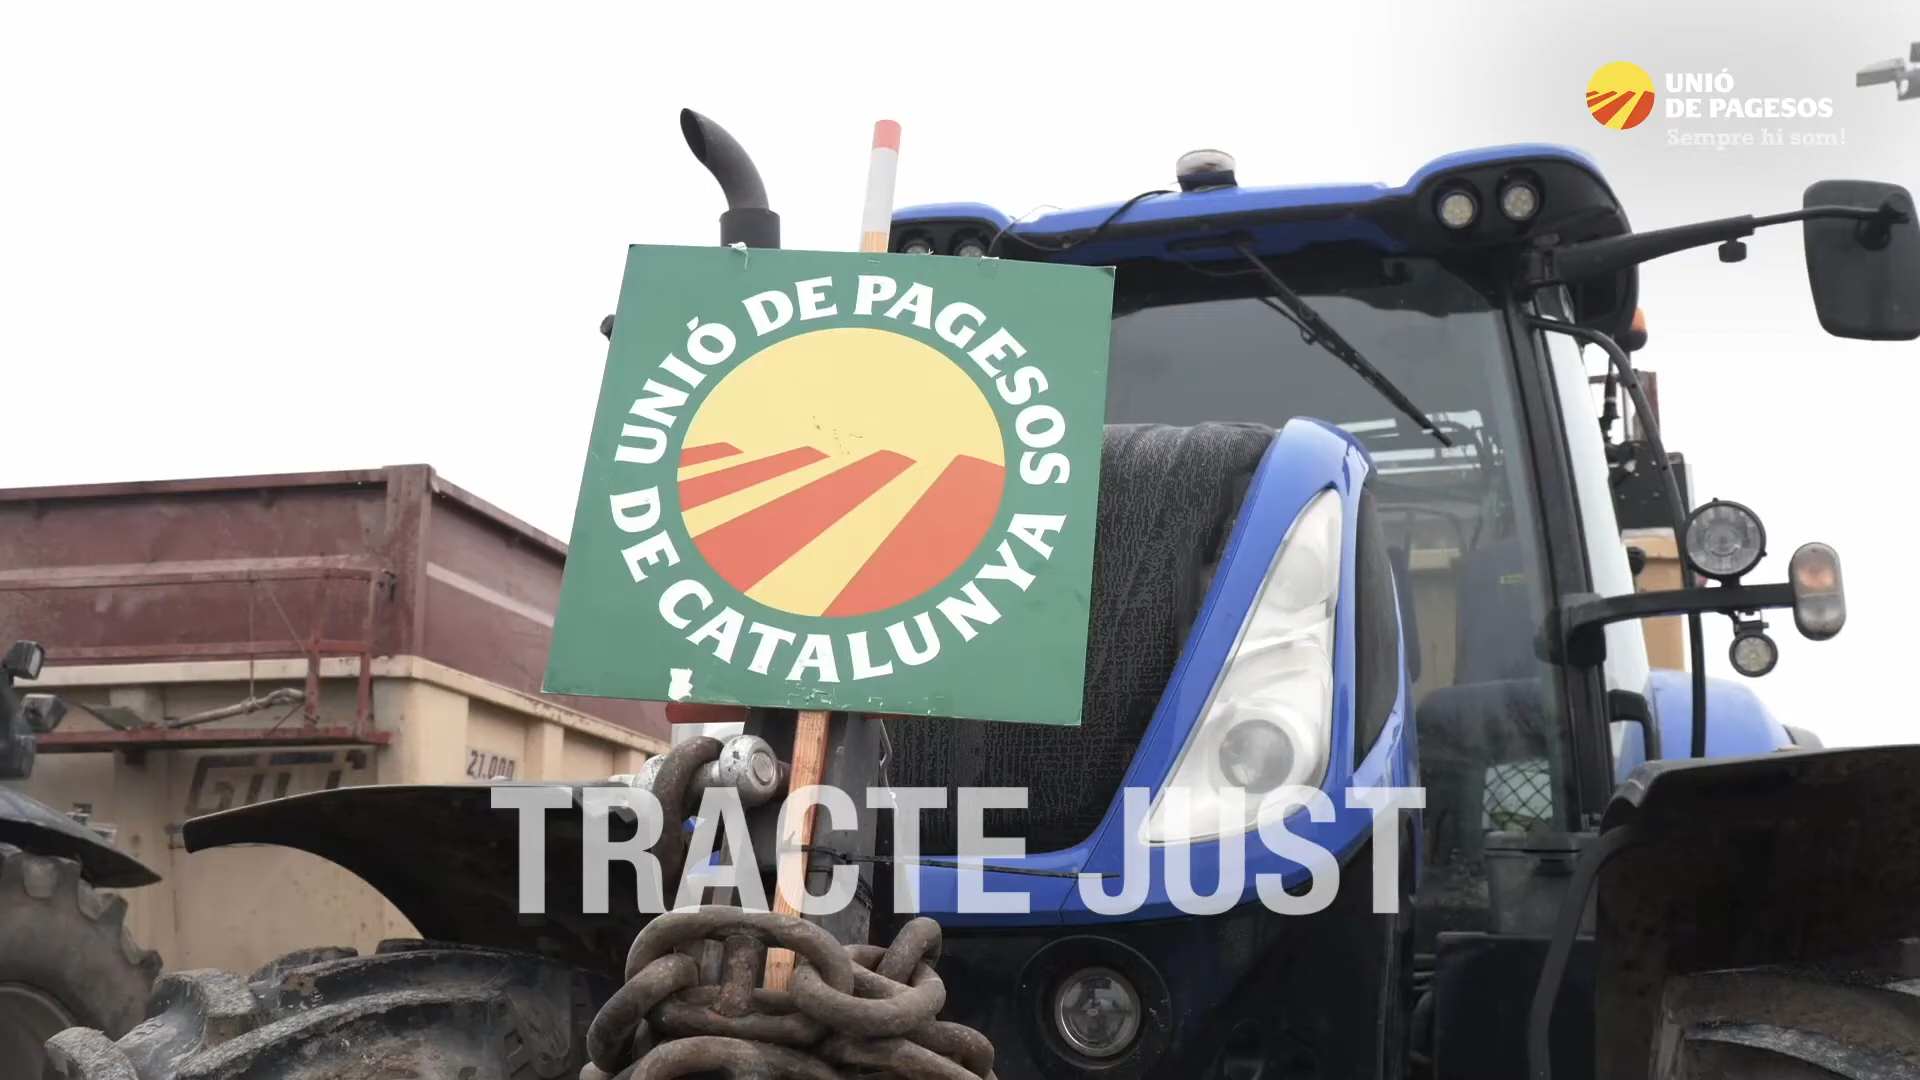 UNIÓ
DE PAGESOS
Sempre hi som!
UNIÓ DE PAGESOS
DE CATALUNYA
21.000
TRACTE JUST